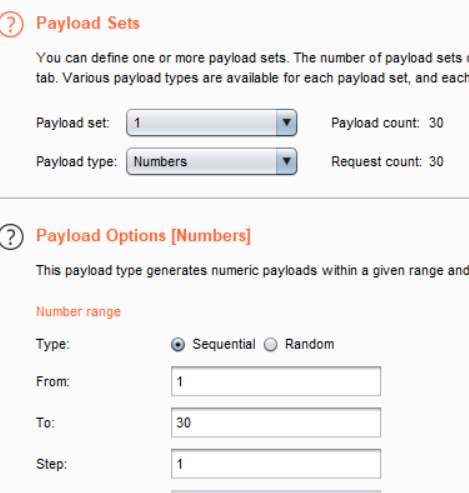 ? Payload Sets
You can define one or more payload sets. The number of payload sets
tab. Various payload types are available for each payload set, and each
Payload set: 1 Payload count: 30
Payload type: Numbers Request count: 30
? Payload Options [Numbers]
This payload type generates numeric payloads within a given range and
Number range
Type: Sequential Random
From: 1
To: 30
Step: 1